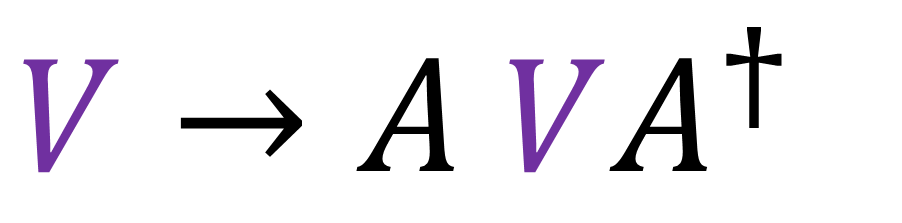 V → A V A†